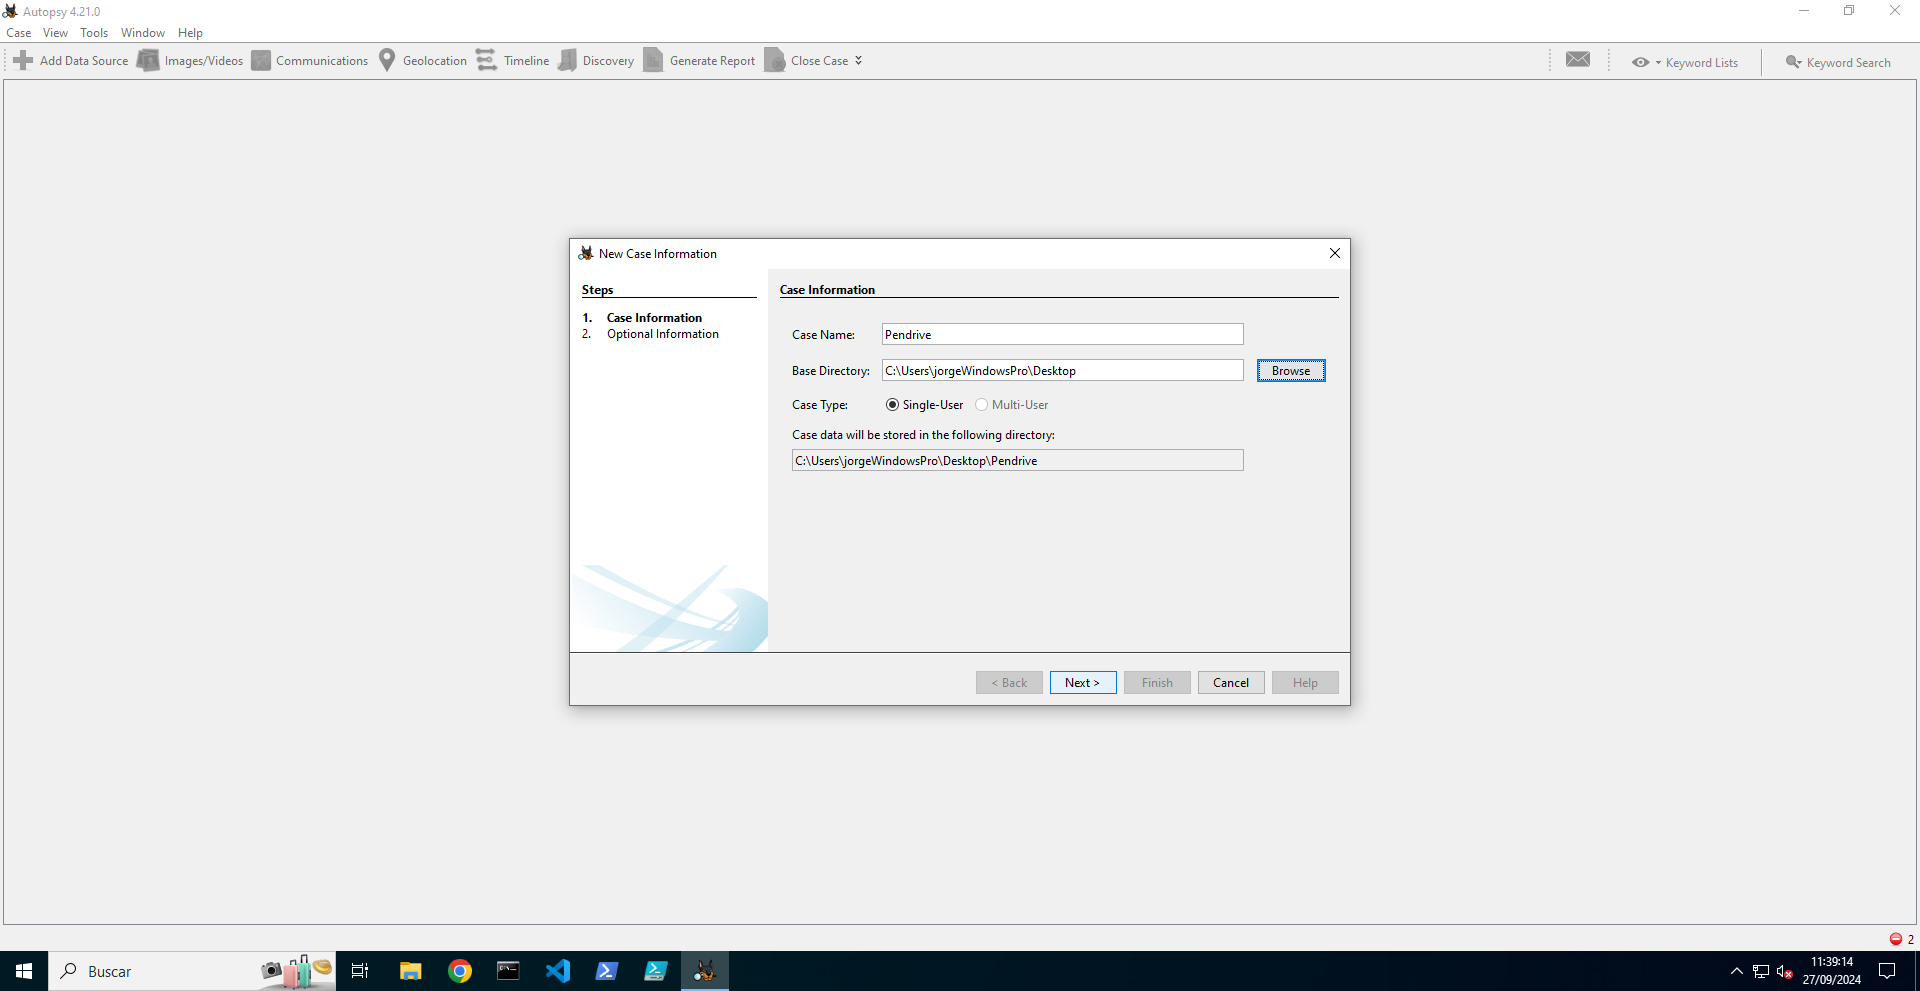 Autopsy 4.21.0
Case View Tools Window Help
Add Data Source Images/Videos Communications Geolocation Timeline Discovery Generate Report Close Case Keyword Lists Keyword Search
New Case Information
Steps
1. Case Information
2. Optional Information
Case Information
Case Name: Pendrive
Base Directory: C:\Users\jorgeWindowsPro\Desktop Browse
Case Type: Single-User Multi-User
Case data will be stored in the following directory:
C:\Users\jorgeWindowsPro\Desktop\Pendrive
< Back Next > Finish Cancel Help
2
Buscar
11:39:14
27/09/2024